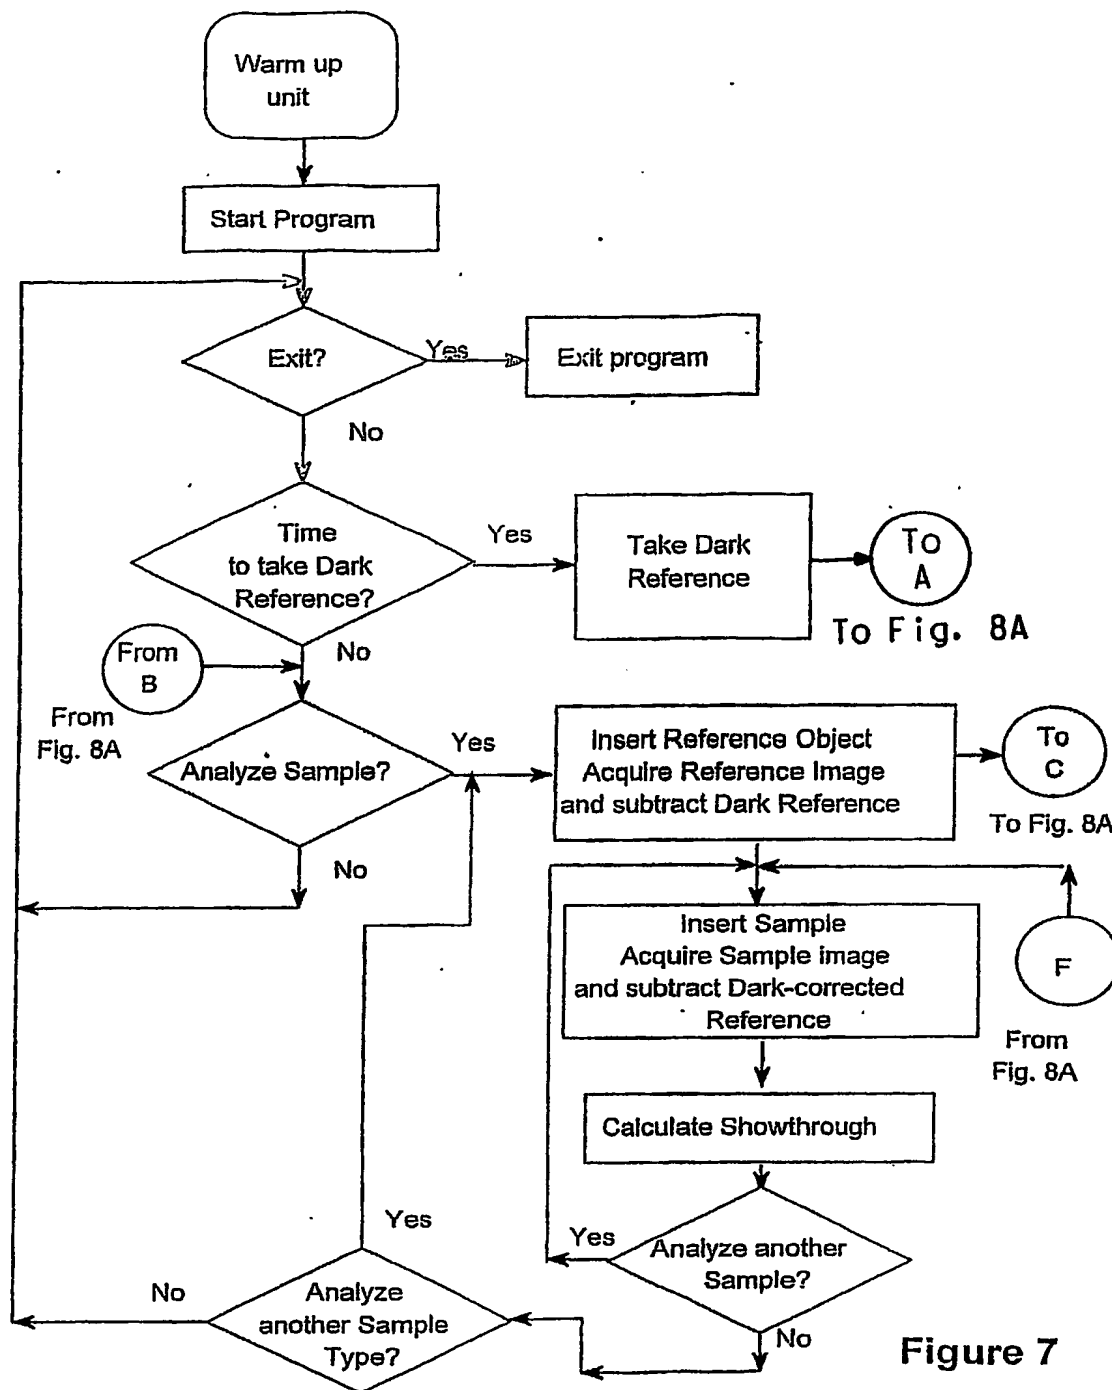 Warm up
unit
Start Program
Exit?
Yes
Exit program
No
Time
to take Dark
Reference?
Yes
Take Dark
Reference
To
A
To Fig. 8A
No
From
B
From
Fig. 8A
Analyze Sample?
Yes
Insert Reference Object
Acquire Reference Image
and subtract Dark Reference
To
C
To Fig. 8A
No
Insert Sample
Acquire Sample image
and subtract Dark-corrected
Reference
F
From
Fig. 8A
Calculate Showthrough
Analyze another
Sample?
Yes
No
Analyze
another Sample
Type?
Yes
No
Figure 7